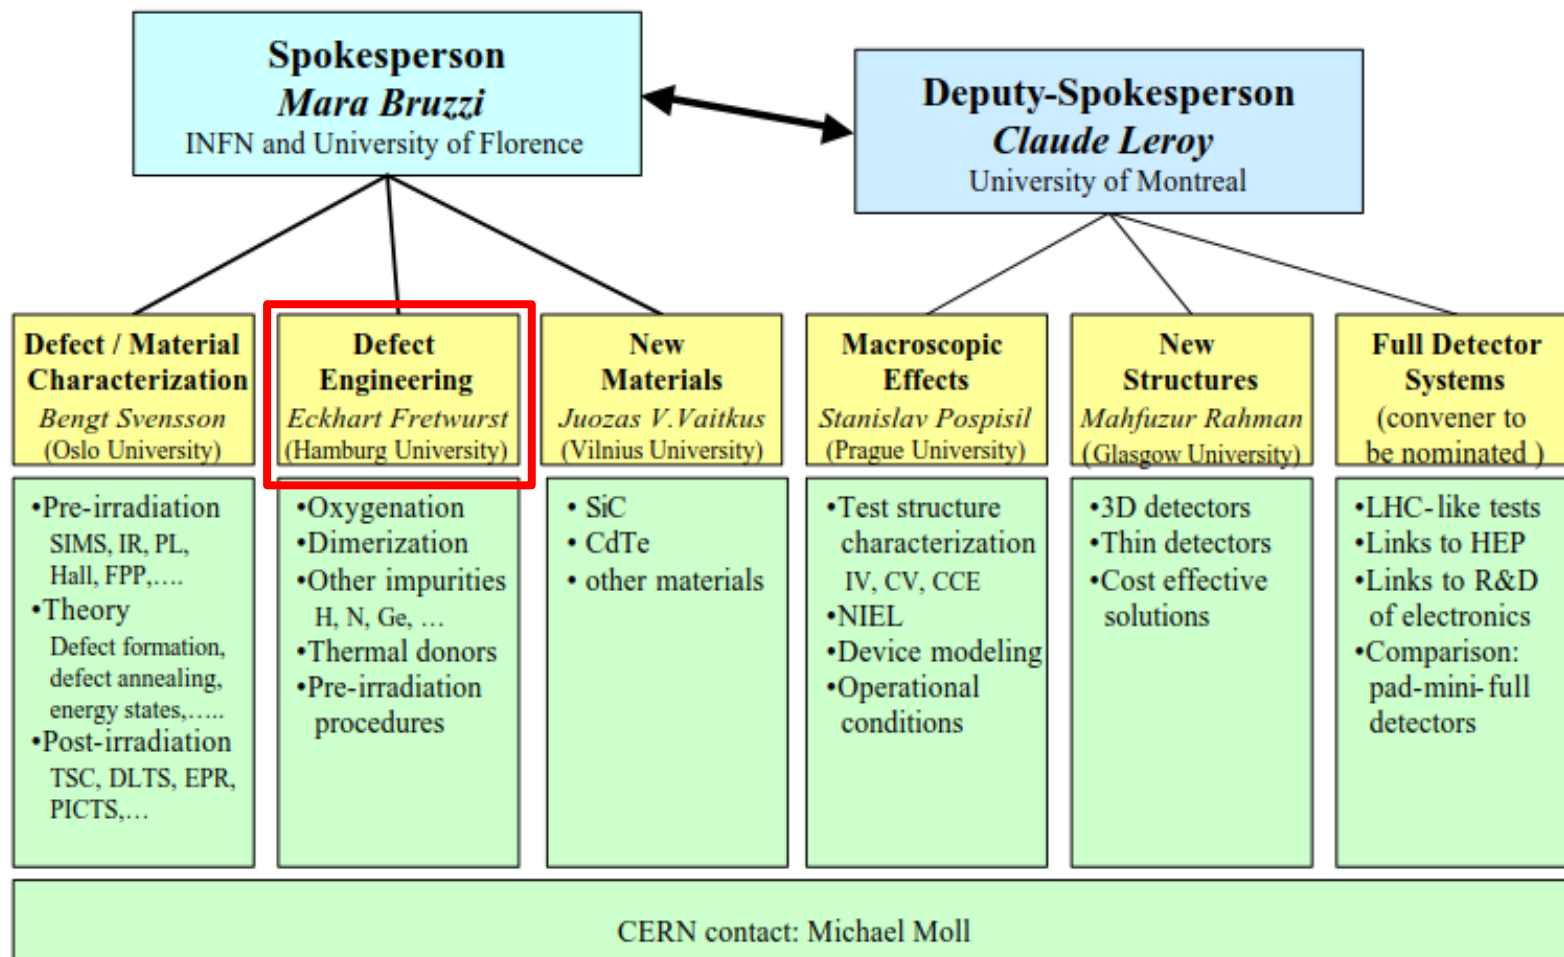 Spokesperson
Mara Bruzzi
INFN and University of Florence
Deputy-Spokesperson
Claude Leroy
University of Montreal
Defect / Material
Characterization
Bengt Svensson
(Oslo University)
Defect
Engineering
Eckhart Fretwurst
(Hamburg University)
New
Materials
Juozas V.Vaitkus
(Vilnius University)
Macroscopic
Effects
Stanislav Pospisil
(Prague University)
New
Structures
Mahfuzur Rahman
(Glasgow University)
Full Detector
Systems
(convener to
be nominated )
•Pre-irradiation
SIMS, IR, PL,
Hall, FPP,….
•Theory
Defect formation,
defect annealing,
energy states,…..
•Post-irradiation
TSC, DLTS, EPR,
PICTS,…
•Oxygenation
•Dimerization
•Other impurities
H, N, Ge, …
•Thermal donors
•Pre-irradiation
procedures
• SiC
• CdTe
• other materials
•Test structure
characterization
IV, CV, CCE
•NIEL
•Device modeling
•Operational
conditions
•3D detectors
•Thin detectors
•Cost effective
solutions
•LHC-like tests
•Links to HEP
•Links to R&D
of electronics
•Comparison:
pad-mini-full
detectors
CERN contact: Michael Moll